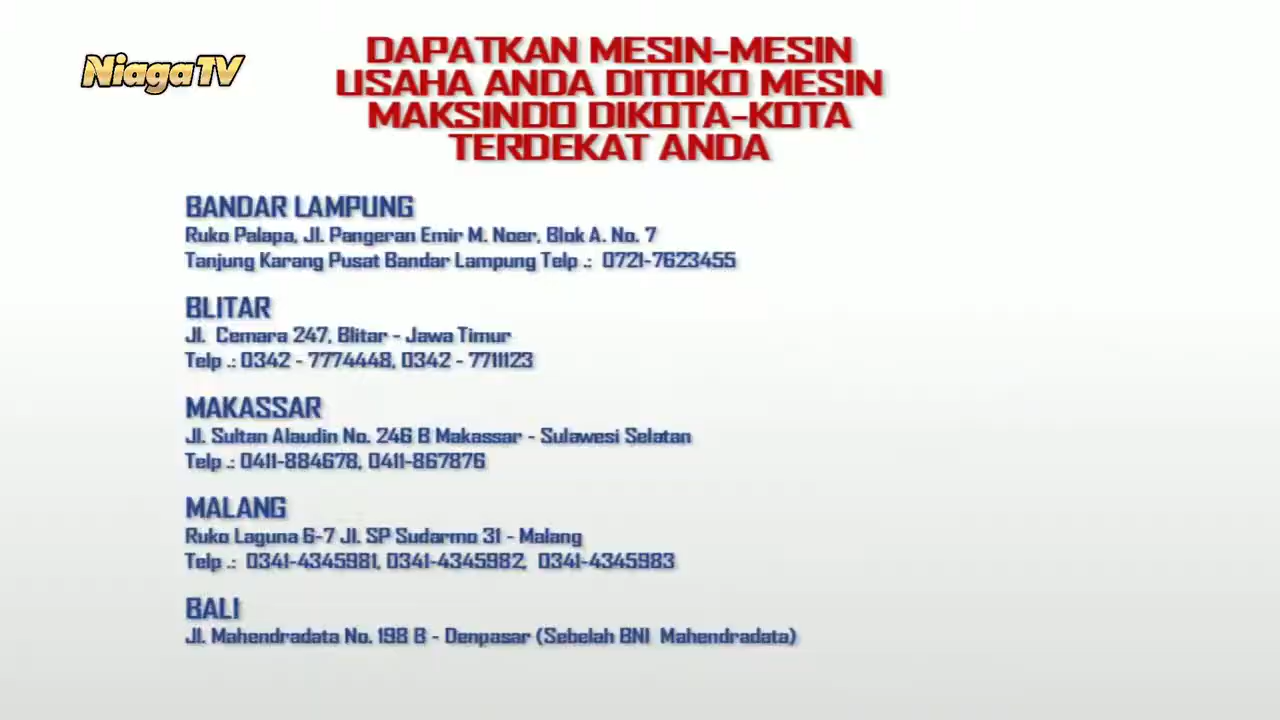 NiagaTV
DAPATKAN MESIN-MESIN
USAHA ANDA DITOKO MESIN
MAKSINDO DIKOTA-KOTA
TERDEKAT ANDA
BANDAR LAMPUNG
Ruko Palapa, Jl. Pangeran Emir M. Noer, Blok A. No. 7
Tanjung Karang Pusat Bandar Lampung Telp .: 0721-7623455
BLITAR
Jl. Cemara 247, Blitar - Jawa Timur
Telp .: 0342 - 7774448, 0342 - 7711123
MAKASSAR
Jl. Sultan Alaudin No. 246 B Makassar - Sulawesi Selatan
Telp .: 0411-884678, 0411-867876
MALANG
Ruko Laguna 6-7 Jl. SP Sudarmo 31 - Malang
Telp .: 0341-4345981, 0341-4345982, 0341-4345983
BALI
Jl. Mahendradata No. 198 B - Denpasar (Sebelah BNI Mahendradata)